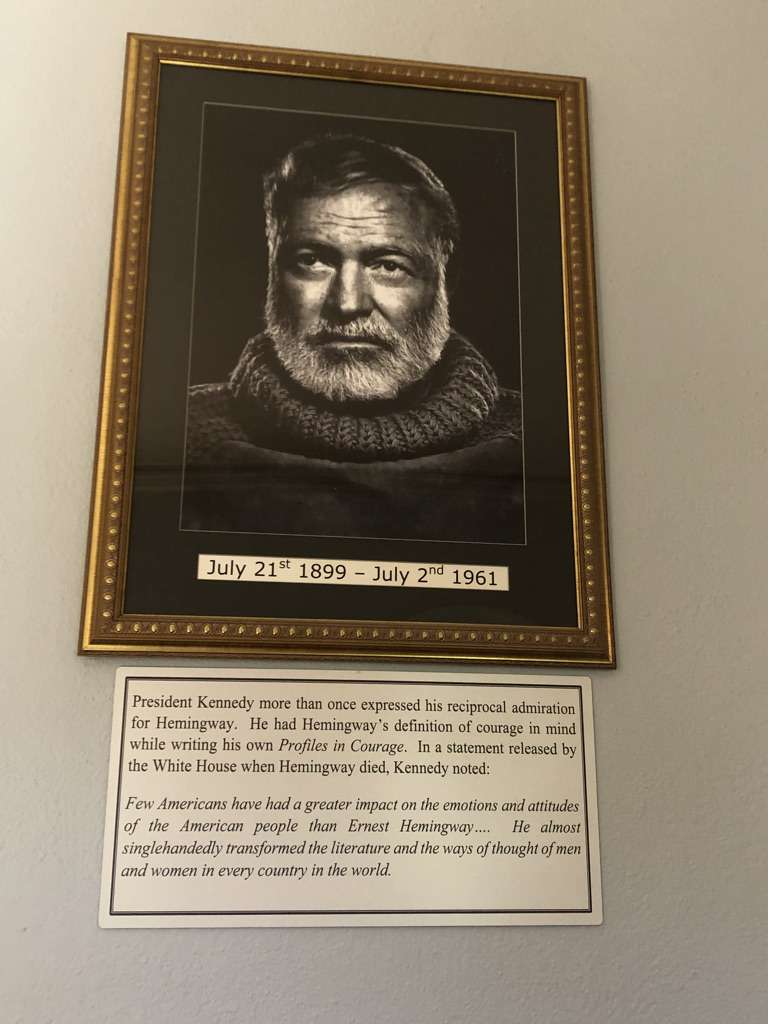 July 21st 1899 – July 2nd 1961
President Kennedy more than once expressed his reciprocal admiration
for Hemingway.  He had Hemingway's definition of courage in mind
while writing his own Profiles in Courage.  In a statement released by
the White House when Hemingway died, Kennedy noted:
Few Americans have had a greater impact on the emotions and attitudes
of the American people than Ernest Hemingway....  He almost
singlehandedly transformed the literature and the ways of thought of men
and women in every country in the world.